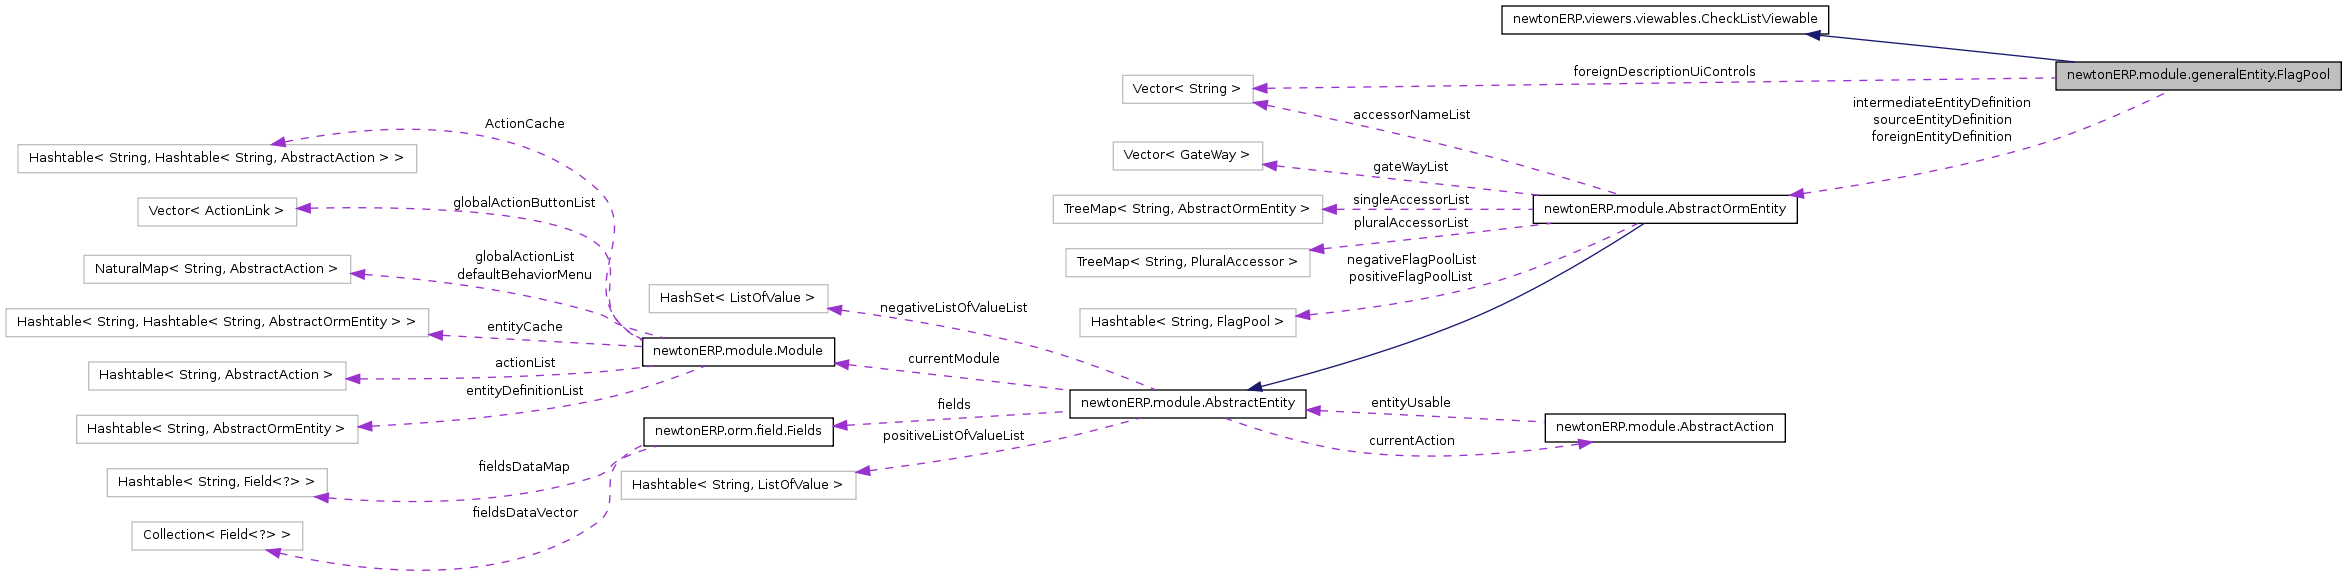 newtonERP.viewers.viewables.CheckListViewable
foreignDescriptionUiControls
newtonERP.module.generalEntity.FlagPool
Vector< String >
intermediateEntityDefinition
sourceEntityDefinition
foreignEntityDefinition
accessorNameList
ActionCache
Hashtable< String, Hashtable< String, AbstractAction > >
Vector< GateWay >
gateWayList
globalActionButtonList
Vector< ActionLink >
singleAccessorList
TreeMap< String, AbstractOrmEntity >
newtonERP.module.AbstractOrmEntity
pluralAccessorList
TreeMap< String, PluralAccessor >
globalActionList
defaultBehaviorMenu
NaturalMap< String, AbstractAction >
negativeFlagPoolList
positiveFlagPoolList
HashSet< ListOfValue >
negativeListOfValueList
Hashtable< String, FlagPool >
Hashtable< String, Hashtable< String, AbstractOrmEntity > >
entityCache
newtonERP.module.Module
currentModule
actionList
Hashtable< String, AbstractAction >
entityDefinitionList
fields
newtonERP.module.AbstractEntity
entityUsable
Hashtable< String, AbstractOrmEntity >
newtonERP.orm.field.Fields
positiveListOfValueList
currentAction
newtonERP.module.AbstractAction
fieldsDataMap
Hashtable< String, Field<?> >
Hashtable< String, ListOfValue >
fieldsDataVector
Collection< Field<?> >